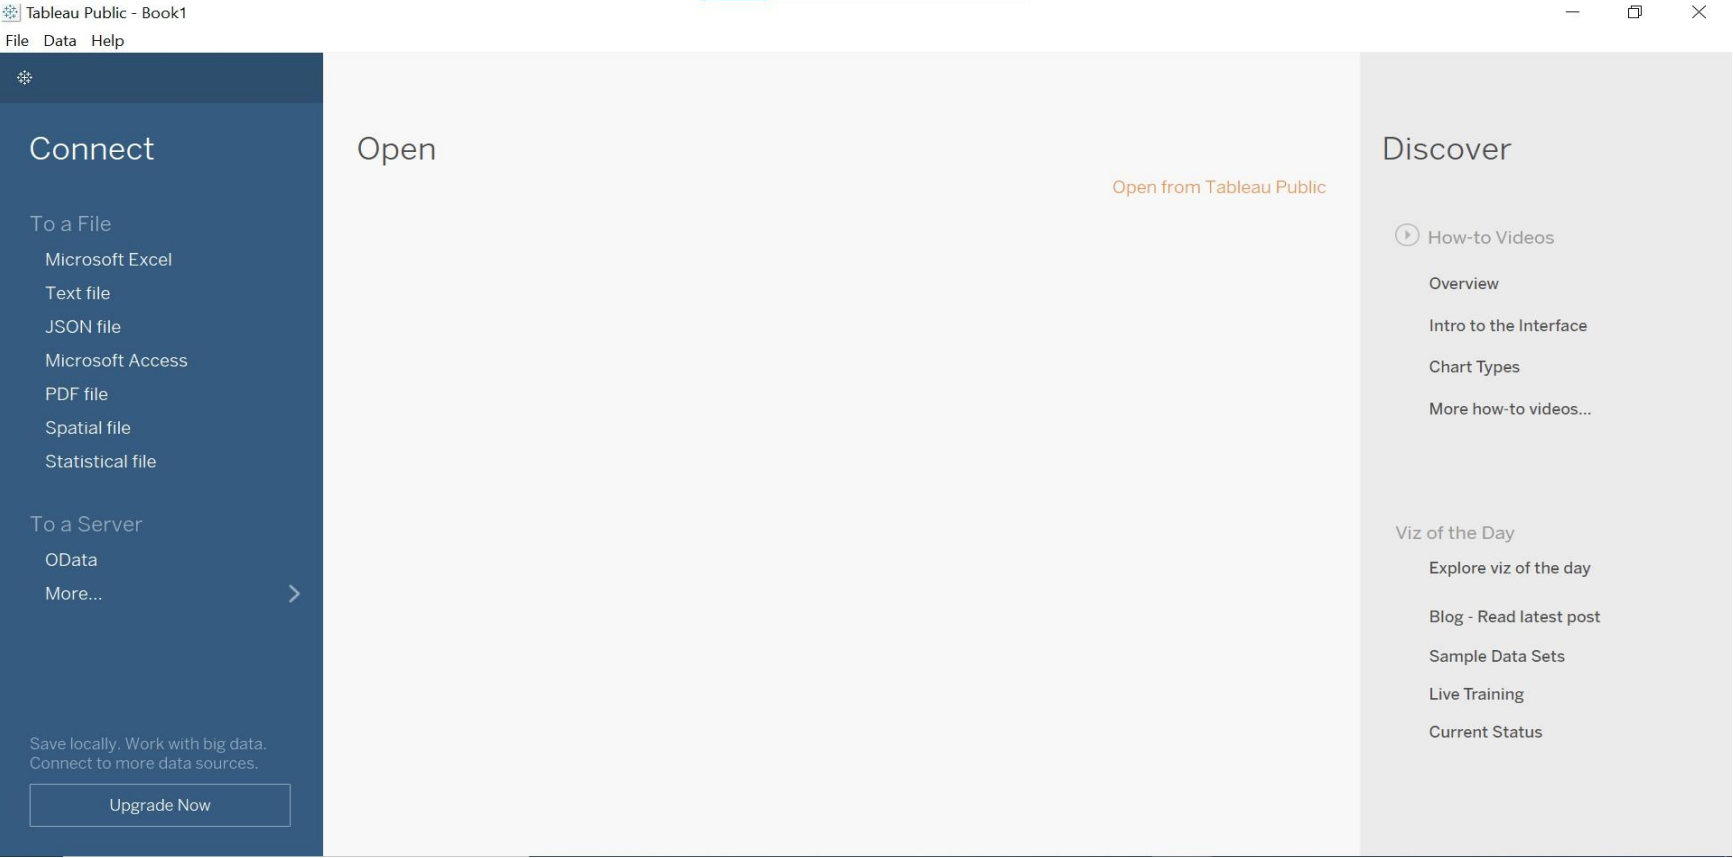 Tableau Public - Book1
File Data Help
Connect
To a File
Microsoft Excel
Text file
JSON file
Microsoft Access
PDF file
Spatial file
Statistical file
To a Server
OData
More...
Save locally. Work with big data.
Connect to more data sources.
Upgrade Now
Open
Open from Tableau Public
Discover
How-to Videos
Overview
Intro to the Interface
Chart Types
More how-to videos...
Viz of the Day
Explore viz of the day
Blog - Read latest post
Sample Data Sets
Live Training
Current Status